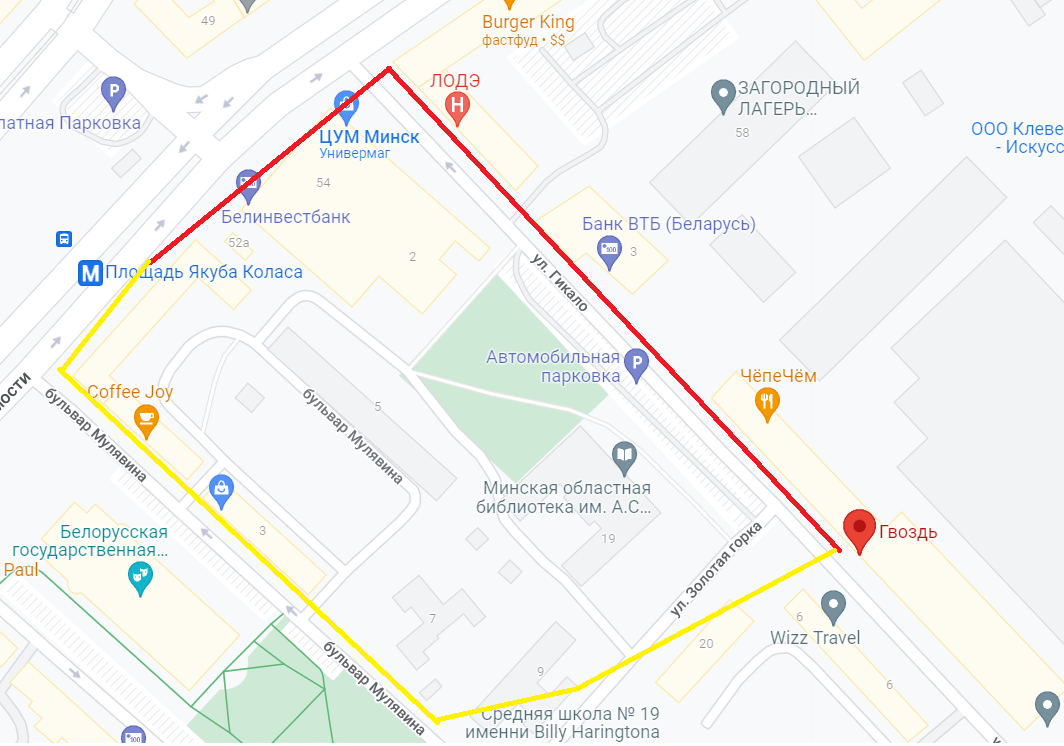 49
Burger King
фастфуд • $$
P
латная Парковка
ЛОДЭ
H
ЗАГОРОДНЫЙ
ЛАГЕРЬ...
58
ООО Клеве
- Искусс
ЦУМ Минск
Универмаг
54
Белинвестбанк
52а
2
Банк ВТБ (Беларусь)
3
M
Площадь Якуба Коласа
ул. Гикало
Автомобильная
парковка
P
ЧёпеЧём
ности
Coffee Joy
бульвар Мулявина
5
бульвар Мулявина
Минская областная
библиотека им. А.С...
19
3
Белорусская
государственная...
Paul
Гвоздь
ул. Золотая горка
6
Wizz Travel
7
20
9
6
бульвар Мулявина
Средняя школа № 19
именни Billy Haringtona